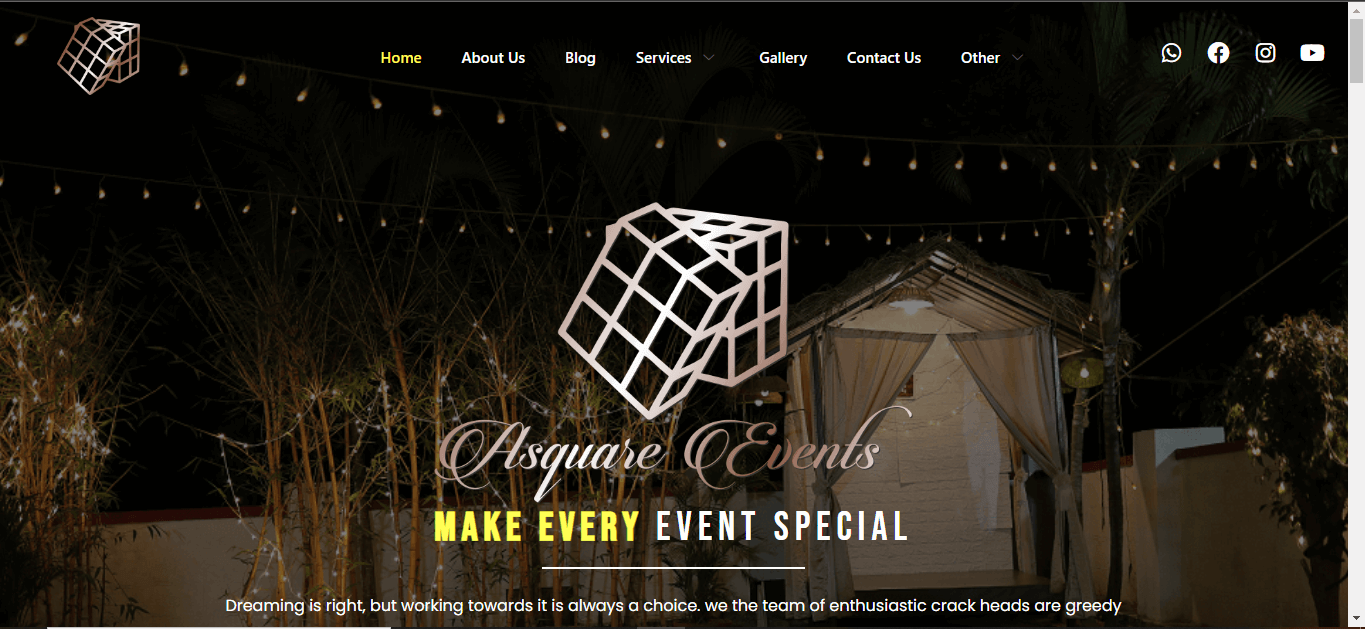 Home About Us Blog Services Gallery Contact Us Other
Asquare Events
MAKE EVERY EVENT SPECIAL
Dreaming is right, but working towards it is always a choice. we the team of enthusiastic crack heads are greedy